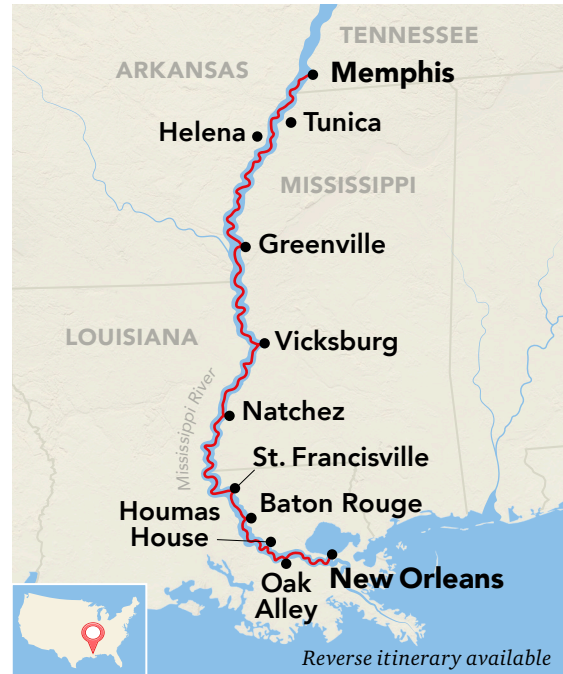 TENNESSEE
ARKANSAS
Memphis
Tunica
Helena
MISSISSIPPI
Greenville
LOUISIANA
Vicksburg
Mississippi River
Natchez
St. Francisville
Baton Rouge
Houmas
House
Oak
Alley
New Orleans
Reverse itinerary available